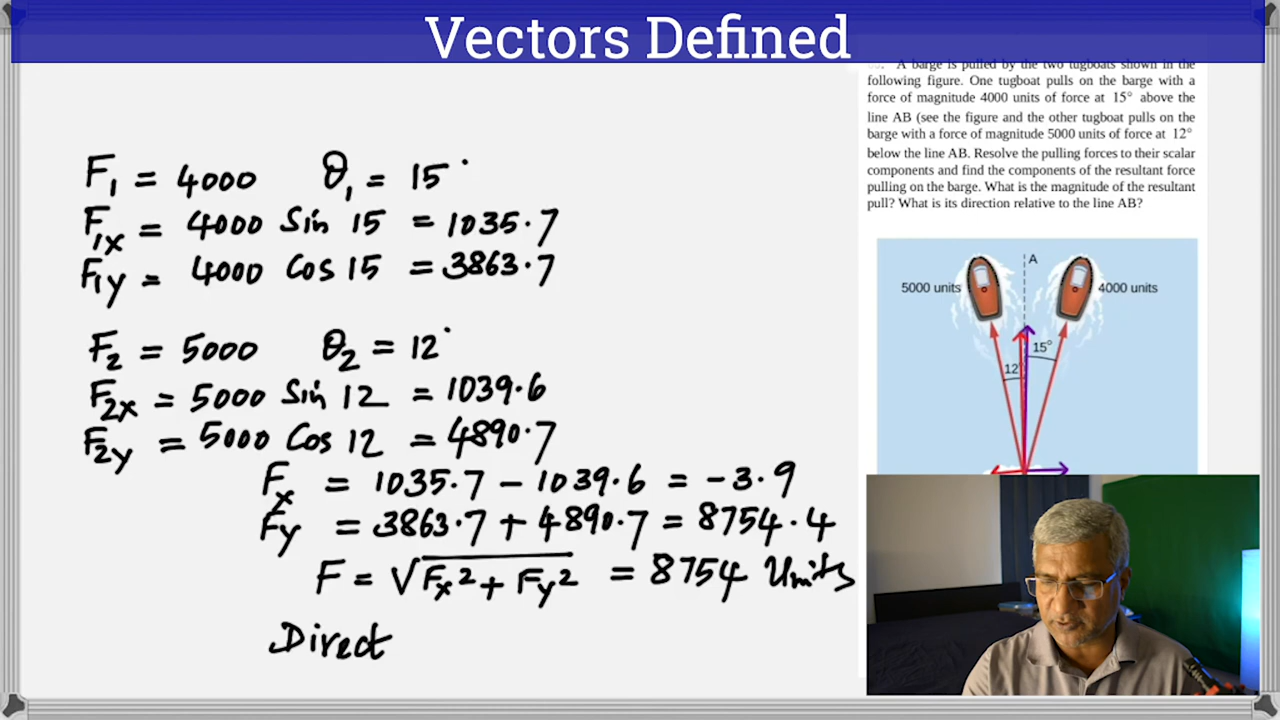 Vectors Defined
A barge is pulled by the two tugboats shown in the
following figure. One tugboat pulls on the barge with a
force of magnitude 4000 units of force at 15° above the
line AB (see the figure and the other tugboat pulls on the
barge with a force of magnitude 5000 units of force at 12°
below the line AB. Resolve the pulling forces to their scalar
components and find the components of the resultant force
pulling on the barge. What is the magnitude of the resultant
pull? What is its direction relative to the line AB?
F₁ = 4000 θ₁ = 15°
F₁x = 4000 Sin 15 = 1035.7
F₁y = 4000 Cos 15 = 3863.7
F₂ = 5000 θ₂ = 12°
F₂x = 5000 Sin 12 = 1039.6
F₂y = 5000 Cos 12 = 4890.7
Fx = 1035.7 - 1039.6 = -3.9
Fy = 3863.7 + 4890.7 = 8754.4
F = √Fx² + Fy² = 8754 Units
Direct
A
5000 units
4000 units
15°
12